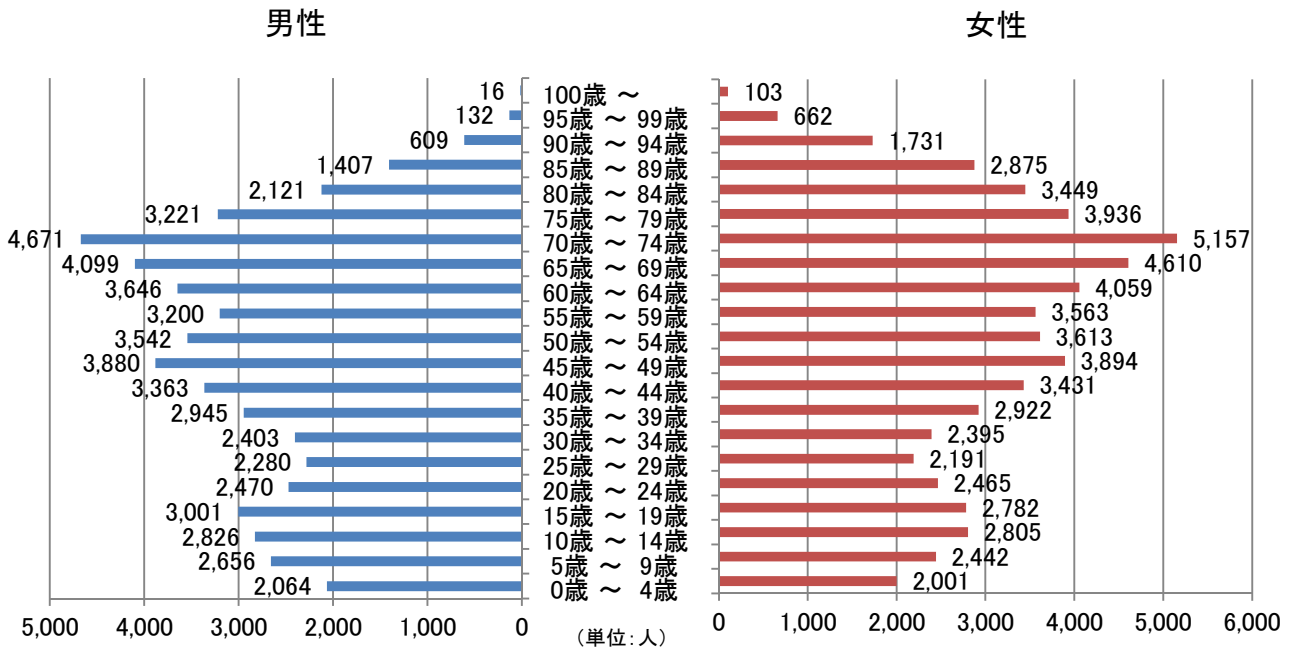 男性 女性
16 100歳 ～ 103
132 95歳 ～ 99歳 662
609 90歳 ～ 94歳 1,731
1,407 85歳 ～ 89歳 2,875
2,121 80歳 ～ 84歳 3,449
3,221 75歳 ～ 79歳 3,936
4,671 70歳 ～ 74歳 5,157
4,099 65歳 ～ 69歳 4,610
3,646 60歳 ～ 64歳 4,059
3,200 55歳 ～ 59歳 3,563
3,542 50歳 ～ 54歳 3,613
3,880 45歳 ～ 49歳 3,894
3,363 40歳 ～ 44歳 3,431
2,945 35歳 ～ 39歳 2,922
2,403 30歳 ～ 34歳 2,395
2,280 25歳 ～ 29歳 2,191
2,470 20歳 ～ 24歳 2,465
3,001 15歳 ～ 19歳 2,782
2,826 10歳 ～ 14歳 2,805
2,656 5歳 ～ 9歳 2,442
2,064 0歳 ～ 4歳 2,001
5,000 4,000 3,000 2,000 1,000 0 （単位：人） 0 1,000 2,000 3,000 4,000 5,000 6,000